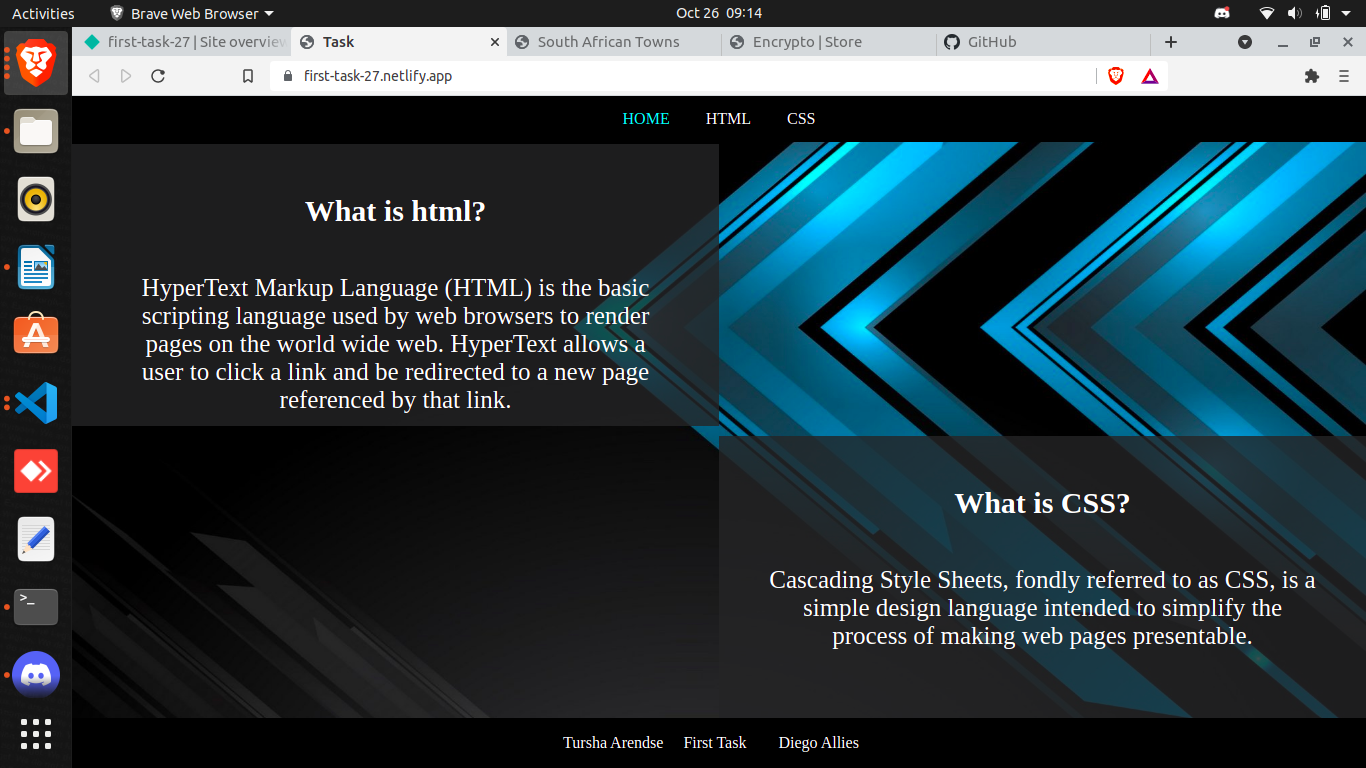 Activities Brave Web Browser Oct 26 09:14
first-task-27 | Site overview Task South African Towns Encrypto | Store GitHub
first-task-27.netlify.app
HOME HTML CSS
What is html?
HyperText Markup Language (HTML) is the basic
scripting language used by web browsers to render
pages on the world wide web. HyperText allows a
user to click a link and be redirected to a new page
referenced by that link.
What is CSS?
Cascading Style Sheets, fondly referred to as CSS, is a
simple design language intended to simplify the
process of making web pages presentable.
Tursha Arendse First Task Diego Allies